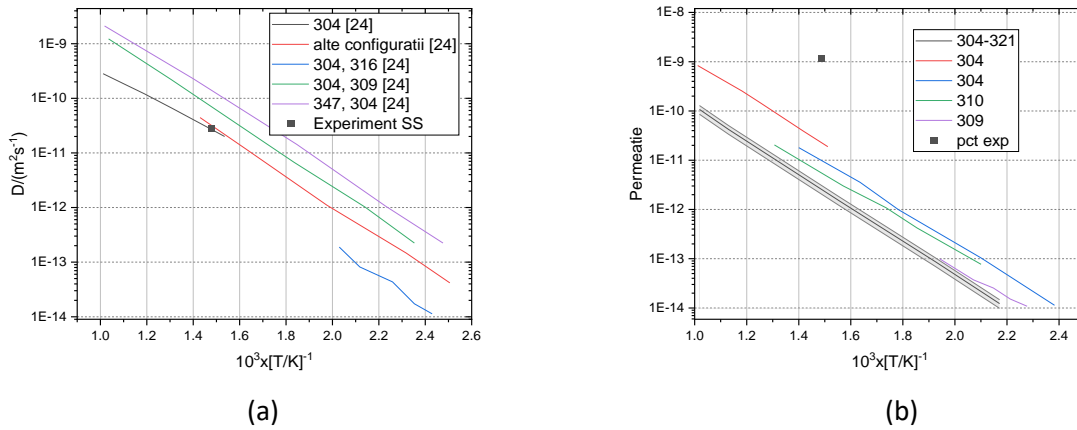 304 [24]
alte configuratii [24]
304, 316 [24]
304, 309 [24]
347, 304 [24]
Experiment SS
1E-9
1E-10
1E-11
1E-12
1E-13
1E-14
D/(m²s⁻¹)
1.0 1.2 1.4 1.6 1.8 2.0 2.2 2.4 2.6
10³x[T/K]⁻¹
(a)
1E-8
1E-9
1E-10
1E-11
1E-12
1E-13
1E-14
Permeatie
304-321
304
304
310
309
pct exp
1.0 1.2 1.4 1.6 1.8 2.0 2.2 2.4
10³x[T/K]⁻¹
(b)